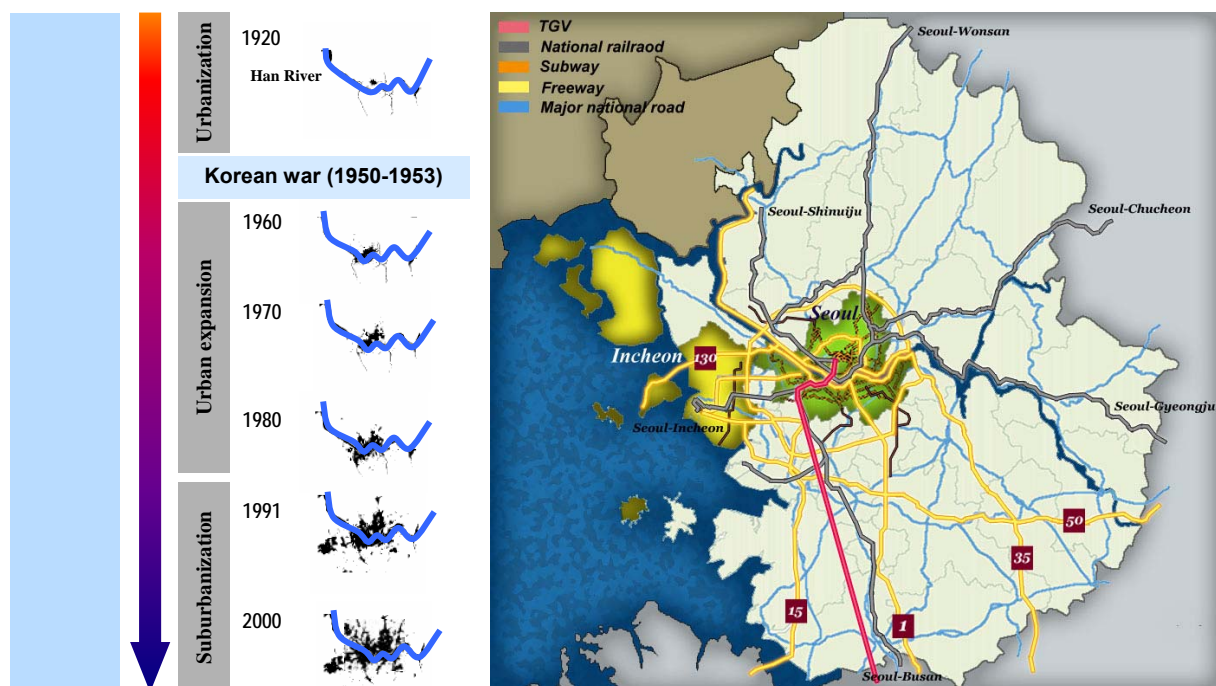 Urbanization
1920
Han River
Korean war (1950-1953)
Urban expansion
1960
1970
1980
Suburbanization
1991
2000
TGV
National railraod
Subway
Freeway
Major national road
Seoul-Wonsan
Seoul-Shinuiju
Seoul-Chucheon
Seoul
Incheon
130
Seoul-Incheon
Seoul-Gyeongju
50
35
15
1
Seoul-Busan